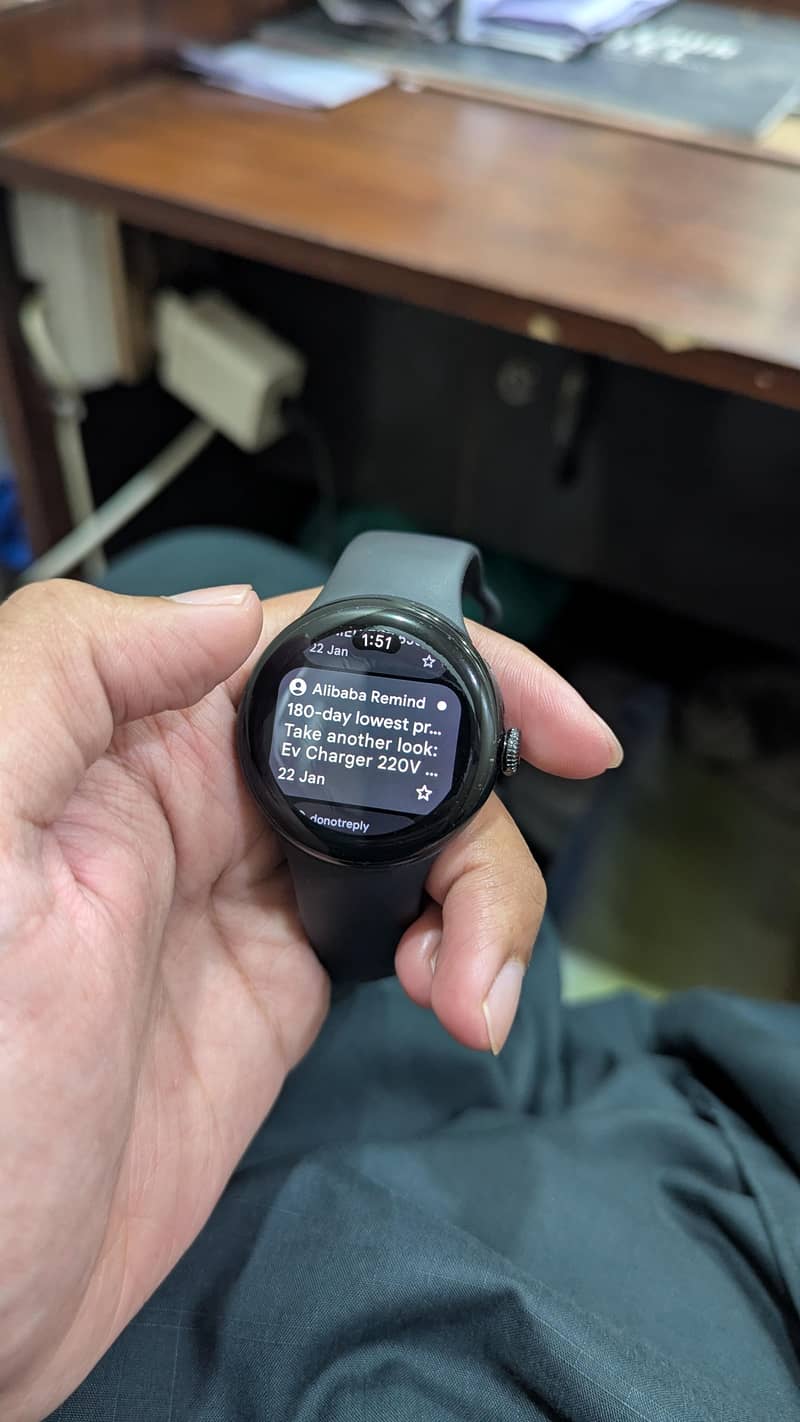 1:51
22 Jan
Alibaba Remind
180-day lowest pr...
Take another look:
Ev Charger 220V ...
22 Jan
donotreply